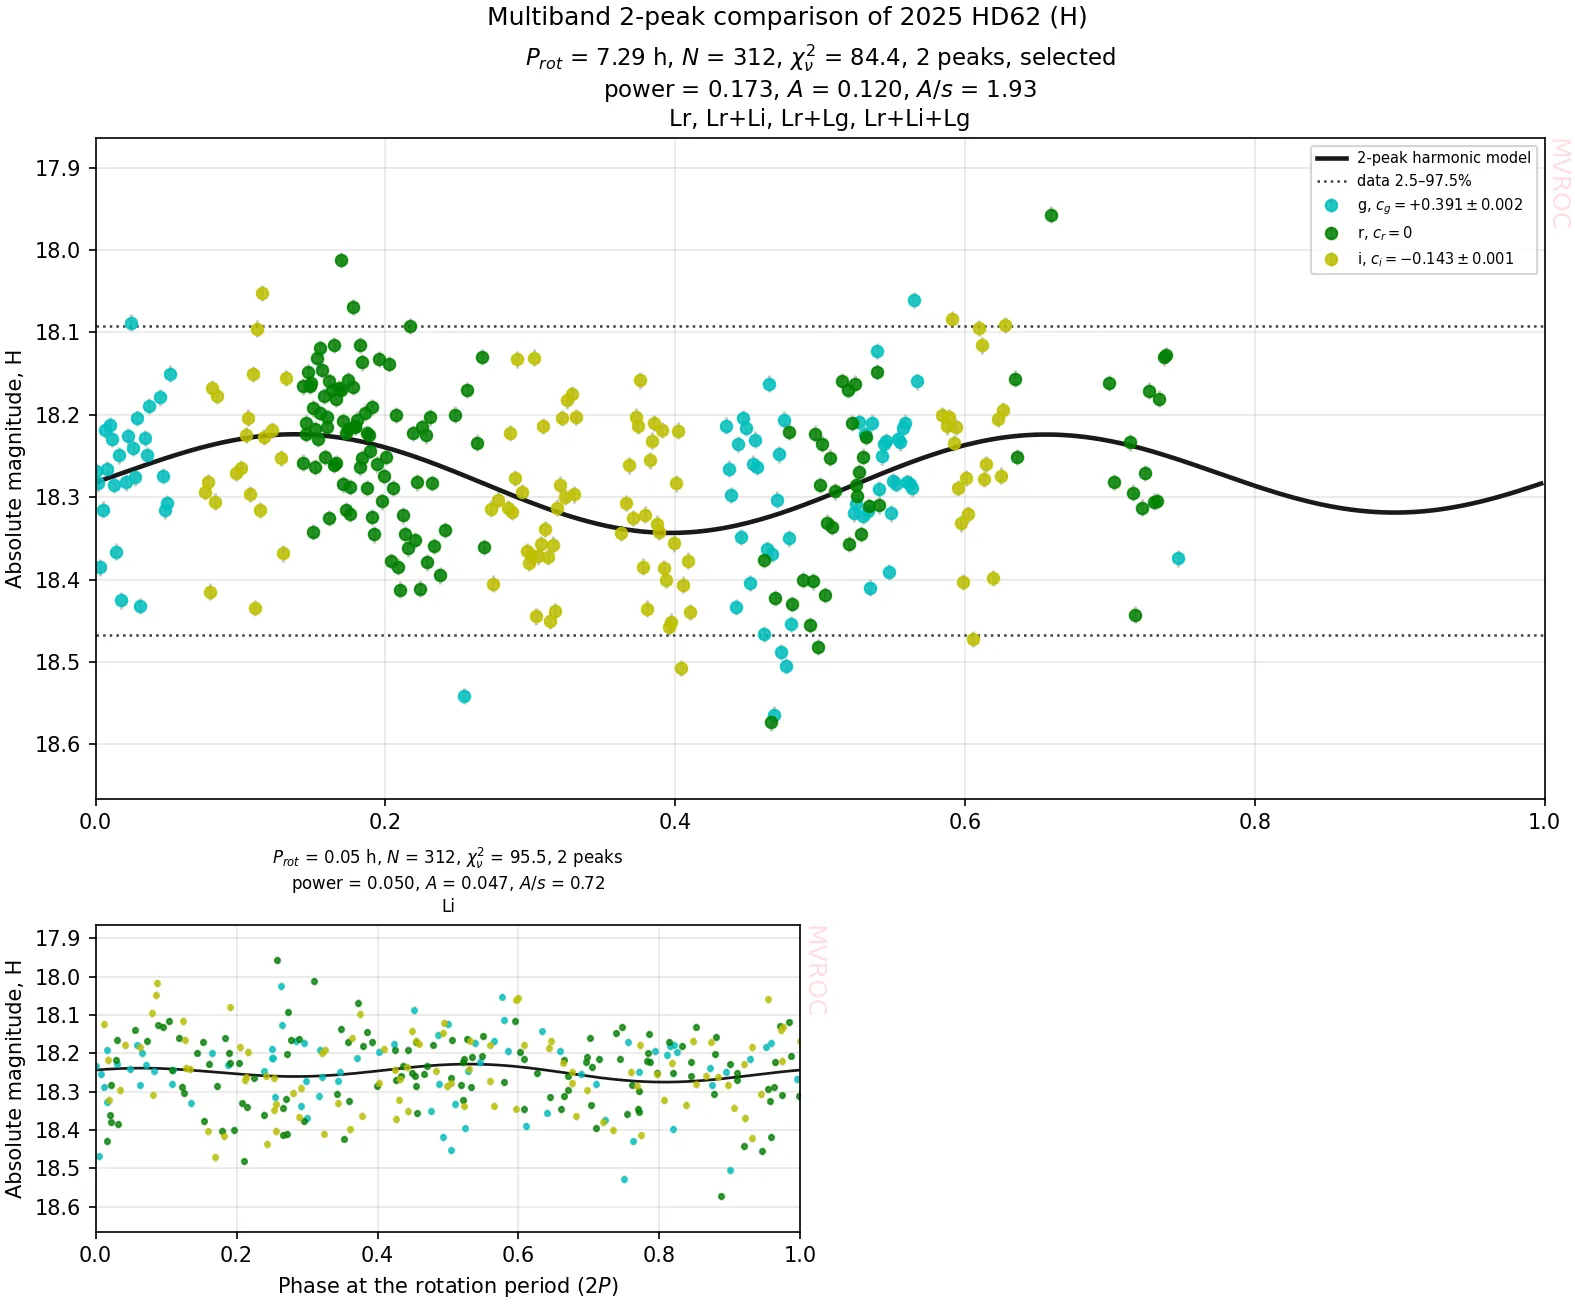 Multiband 2-peak comparison of 2025 HD62 (H)
P_rot = 7.29 h, N = 312, χ²_ν = 84.4, 2 peaks, selected
power = 0.173, A = 0.120, A/s = 1.93
Lr, Lr+Li, Lr+Lg, Lr+Li+Lg
MVROC
2-peak harmonic model
data 2.5–97.5%
g, c_g = +0.391 ± 0.002
r, c_r = 0
i, c_i = −0.143 ± 0.001
Absolute magnitude, H
17.9
18.0
18.1
18.2
18.3
18.4
18.5
18.6
0.0 0.2 0.4 0.6 0.8 1.0
P_rot = 0.05 h, N = 312, χ²_ν = 95.5, 2 peaks
power = 0.050, A = 0.047, A/s = 0.72
Li
MVROC
Absolute magnitude, H
17.9
18.0
18.1
18.2
18.3
18.4
18.5
18.6
0.0 0.2 0.4 0.6 0.8 1.0
Phase at the rotation period (2P)